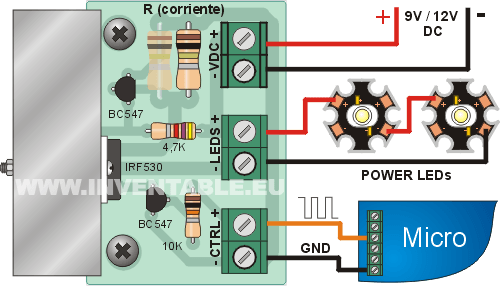 R (corriente)
+ 9V / 12V -
DC
- VDC +
BC547
- LEDS +
4,7K
IRF530
POWER LEDs
WWW.INVENTABLE.EU
BC547
- CTRL +
10K
GND
Micro